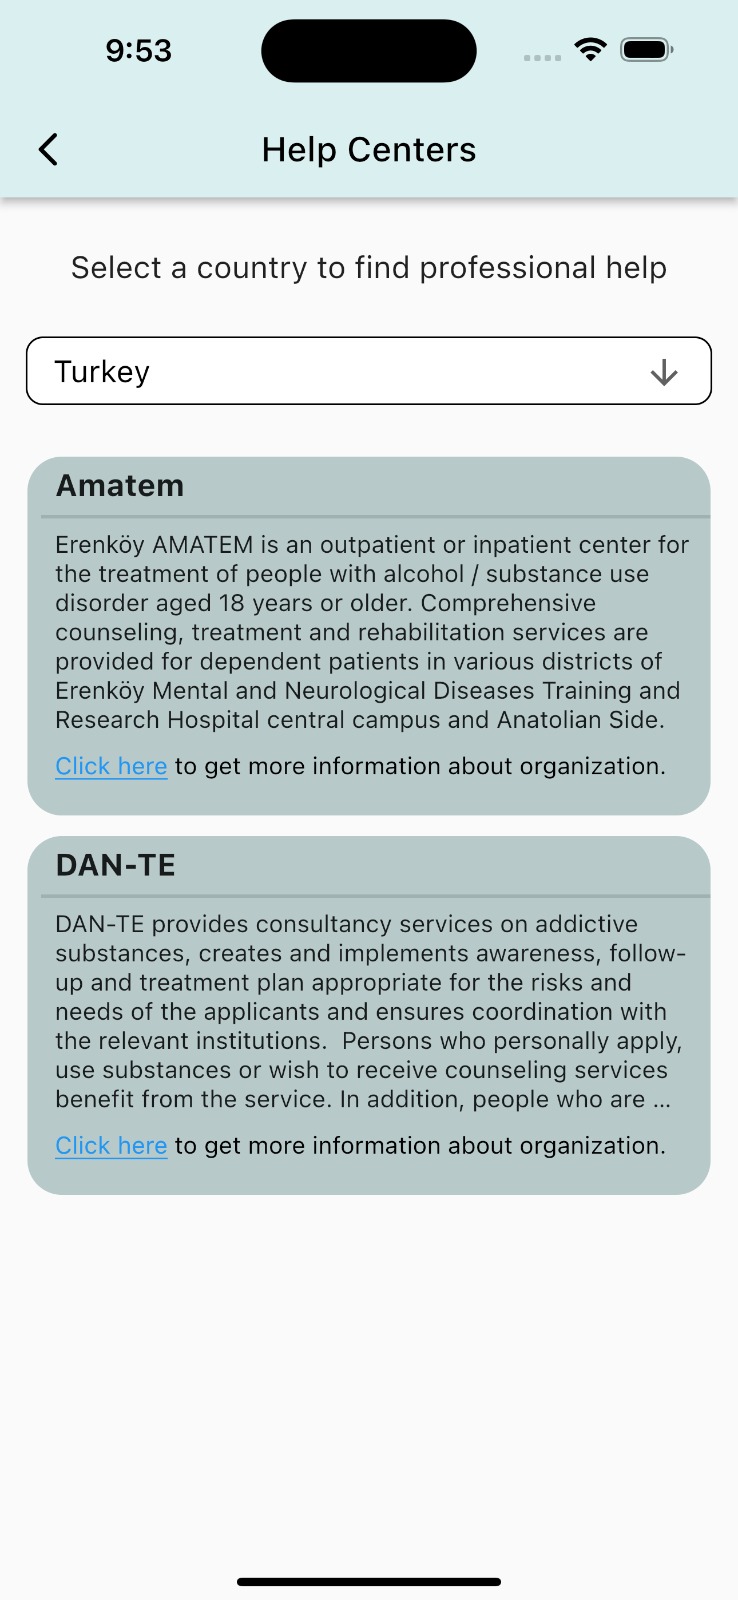 9:53
Help Centers
Select a country to find professional help
Turkey
Amatem
Erenköy AMATEM is an outpatient or inpatient center for
the treatment of people with alcohol / substance use
disorder aged 18 years or older. Comprehensive
counseling, treatment and rehabilitation services are
provided for dependent patients in various districts of
Erenköy Mental and Neurological Diseases Training and
Research Hospital central campus and Anatolian Side.
Click here to get more information about organization.
DAN-TE
DAN-TE provides consultancy services on addictive
substances, creates and implements awareness, follow-
up and treatment plan appropriate for the risks and
needs of the applicants and ensures coordination with
the relevant institutions.  Persons who personally apply,
use substances or wish to receive counseling services
benefit from the service. In addition, people who are ...
Click here to get more information about organization.